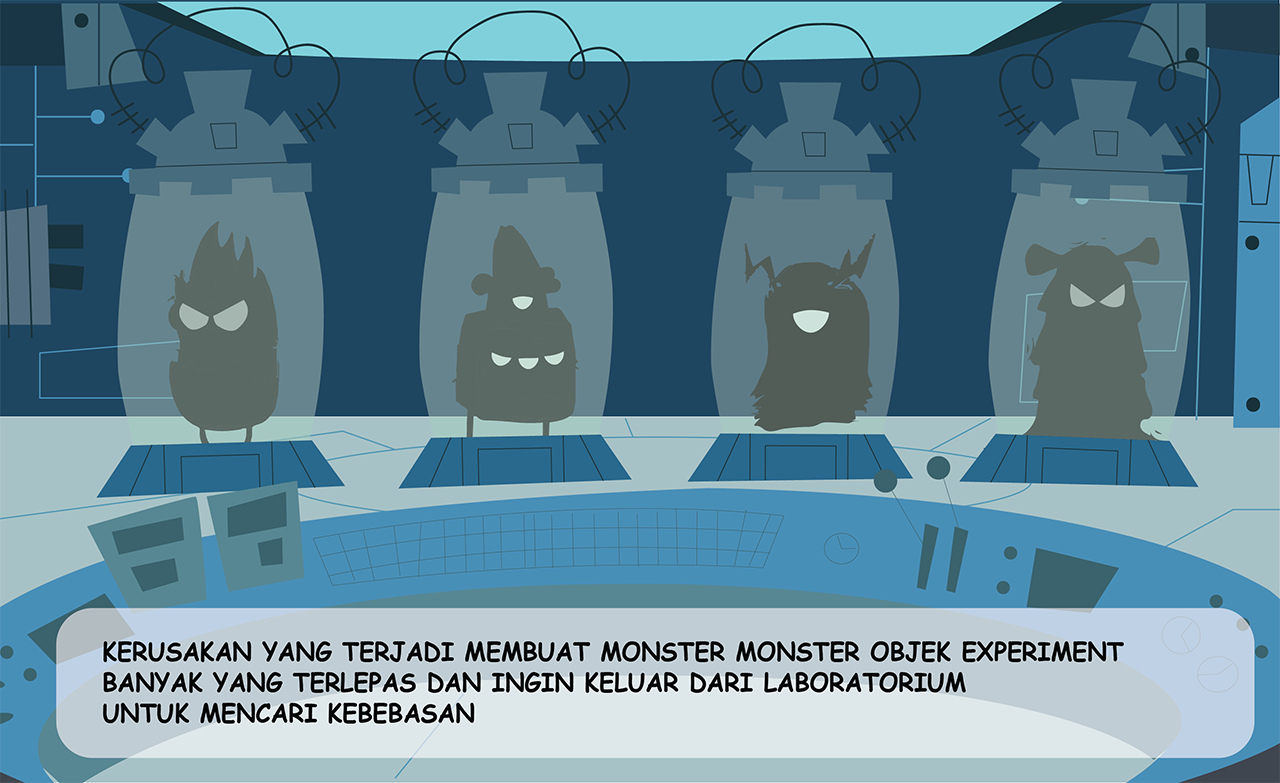 KERUSAKAN YANG TERJADI MEMBUAT MONSTER MONSTER OBJEK EXPERIMENT
BANYAK YANG TERLEPAS DAN INGIN KELUAR DARI LABORATORIUM
UNTUK MENCARI KEBEBASAN